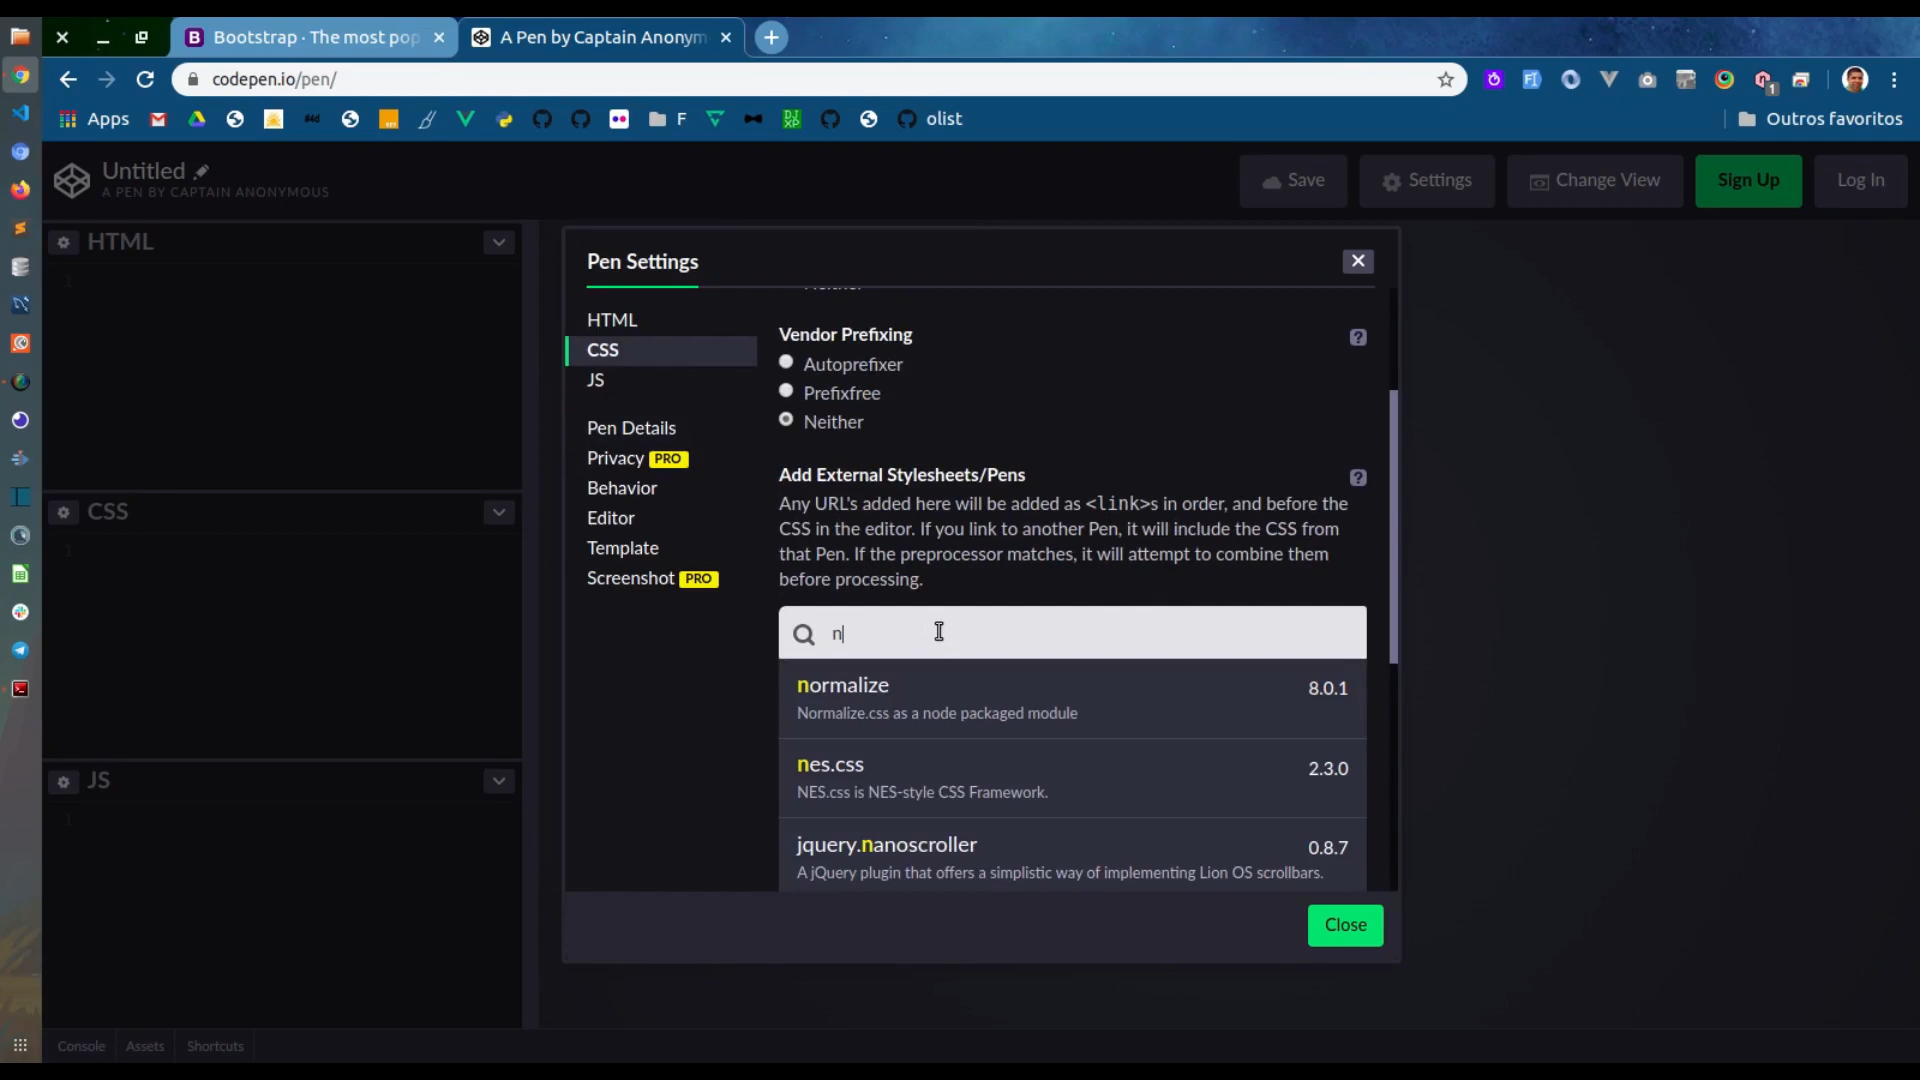 Bootstrap · The most pop
A Pen by Captain Anonym
codepen.io/pen/
Apps
F
olist
Outros favoritos
Untitled
A PEN BY CAPTAIN ANONYMOUS
Save
Settings
Change View
Sign Up
Log In
HTML
1
CSS
1
JS
1
Pen Settings
HTML
CSS
JS
Pen Details
Privacy PRO
Behavior
Editor
Template
Screenshot PRO
Neither
Vendor Prefixing
Autoprefixer
Prefixfree
Neither
Add External Stylesheets/Pens
Any URL's added here will be added as <link>s in order, and before the
CSS in the editor. If you link to another Pen, it will include the CSS from
that Pen. If the preprocessor matches, it will attempt to combine them
before processing.
n
normalize 8.0.1
Normalize.css as a node packaged module
nes.css 2.3.0
NES.css is NES-style CSS Framework.
jquery.nanoscroller 0.8.7
A jQuery plugin that offers a simplistic way of implementing Lion OS scrollbars.
Close
Console
Assets
Shortcuts